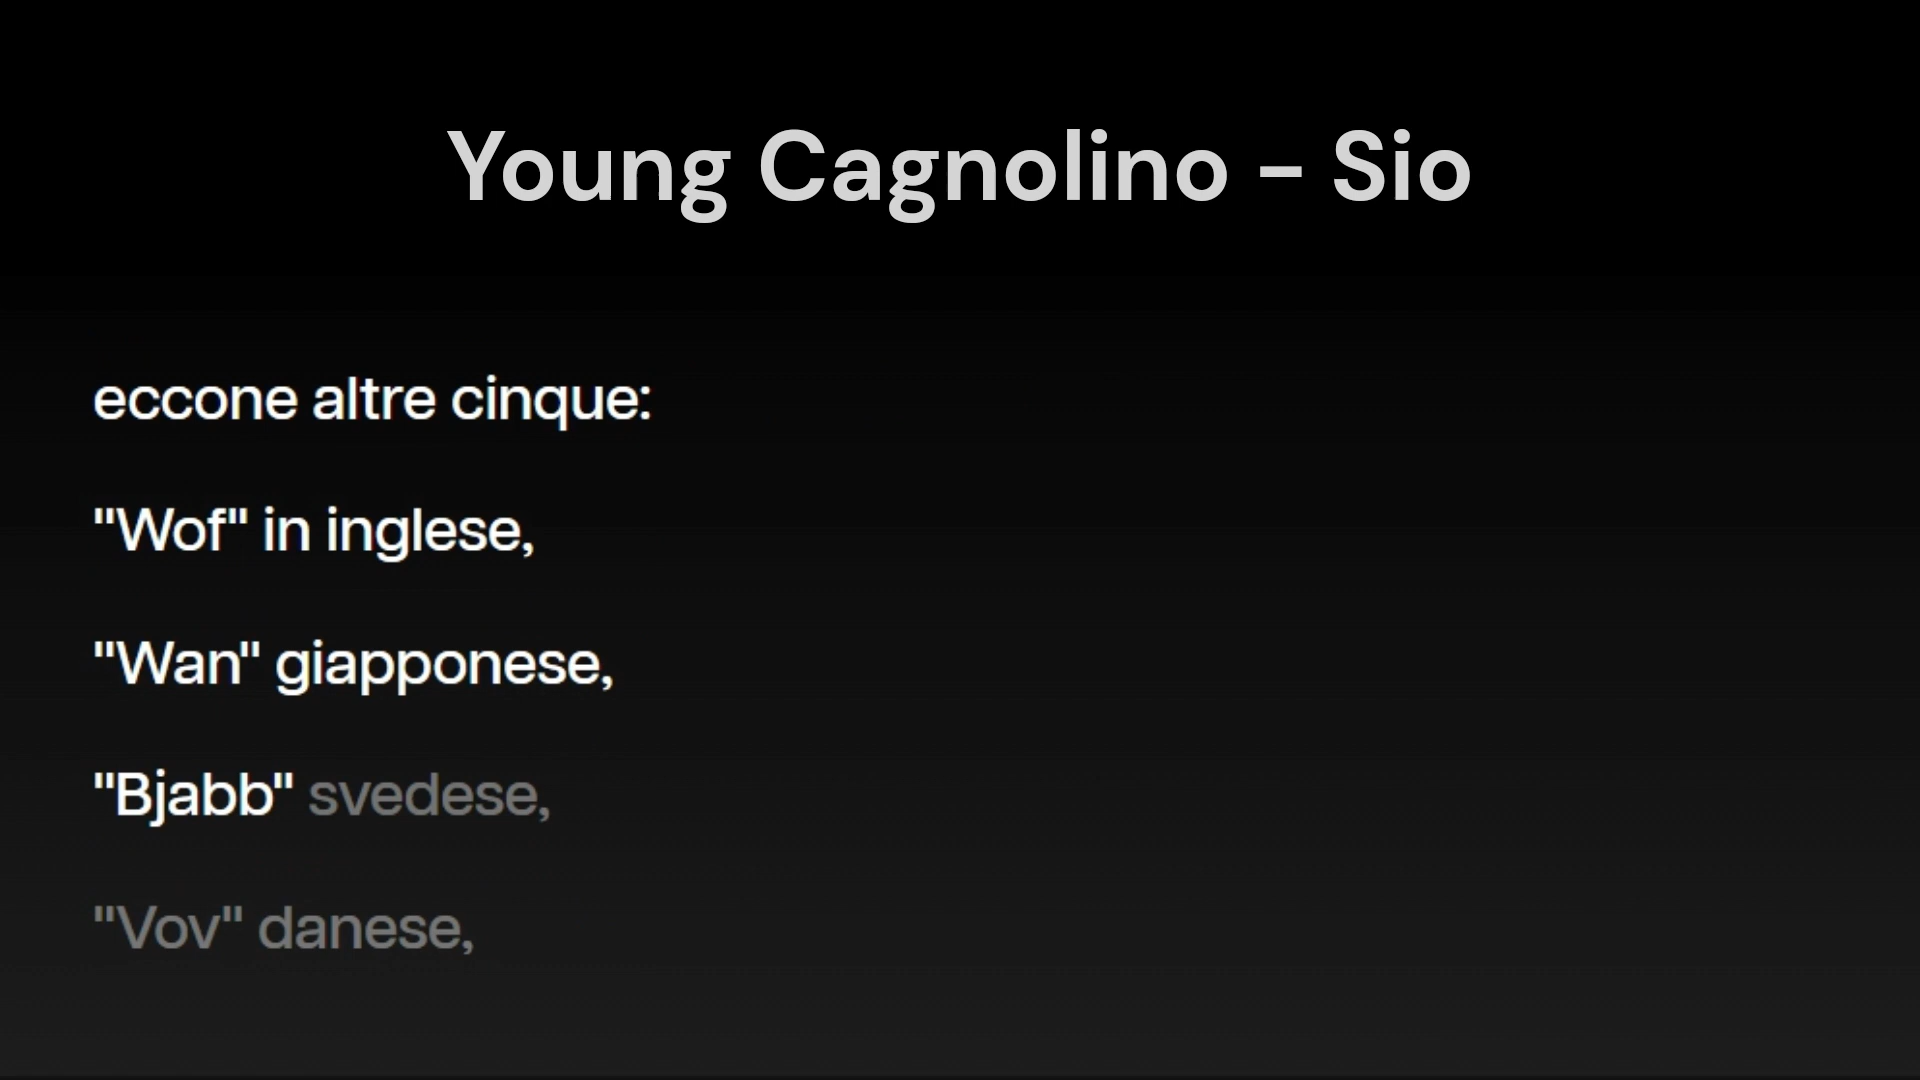 Young Cagnolino - Sio
eccone altre cinque:
"Wof" in inglese,
"Wan" giapponese,
"Bjabb" svedese,
"Vov" danese,